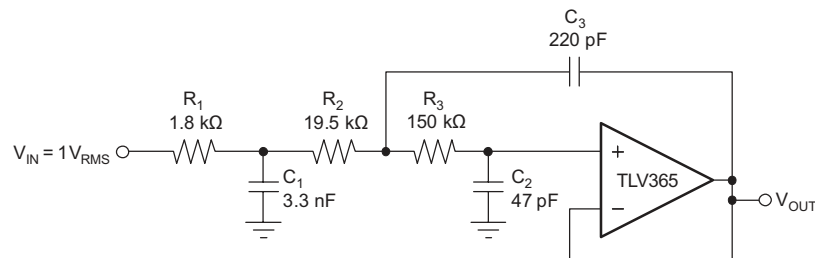 C3
220 pF
R1
1.8 kΩ
R2
19.5 kΩ
R3
150 kΩ
VIN = 1VRMS
C1
3.3 nF
C2
47 pF
+
TLV365
−
VOUT